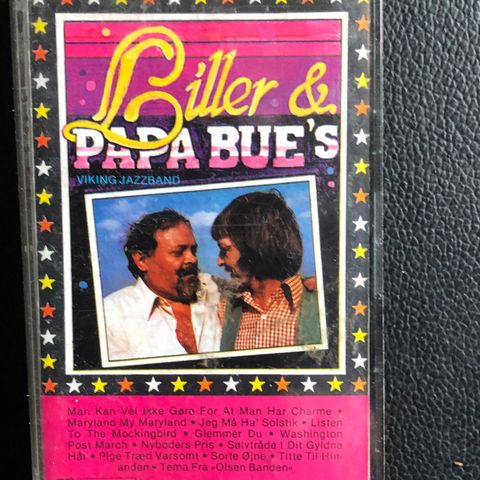 Liller &
PAPA BUE'S
VIKING JAZZBAND
Man Kan Vel Ikke Gøre For At Man Har Charme •
Maryland My Maryland • Jeg Må Ha' Solstik • Listen
To The Mockingbird • Glemmer Du • Washington
Post March • Nyboders Pris • Sølvtråde I Dit Gyldne
Hår • Pige Træd Varsomt • Sorte Øjne • Titte Til Hin-
anden • Tema Fra »Olsen Banden«